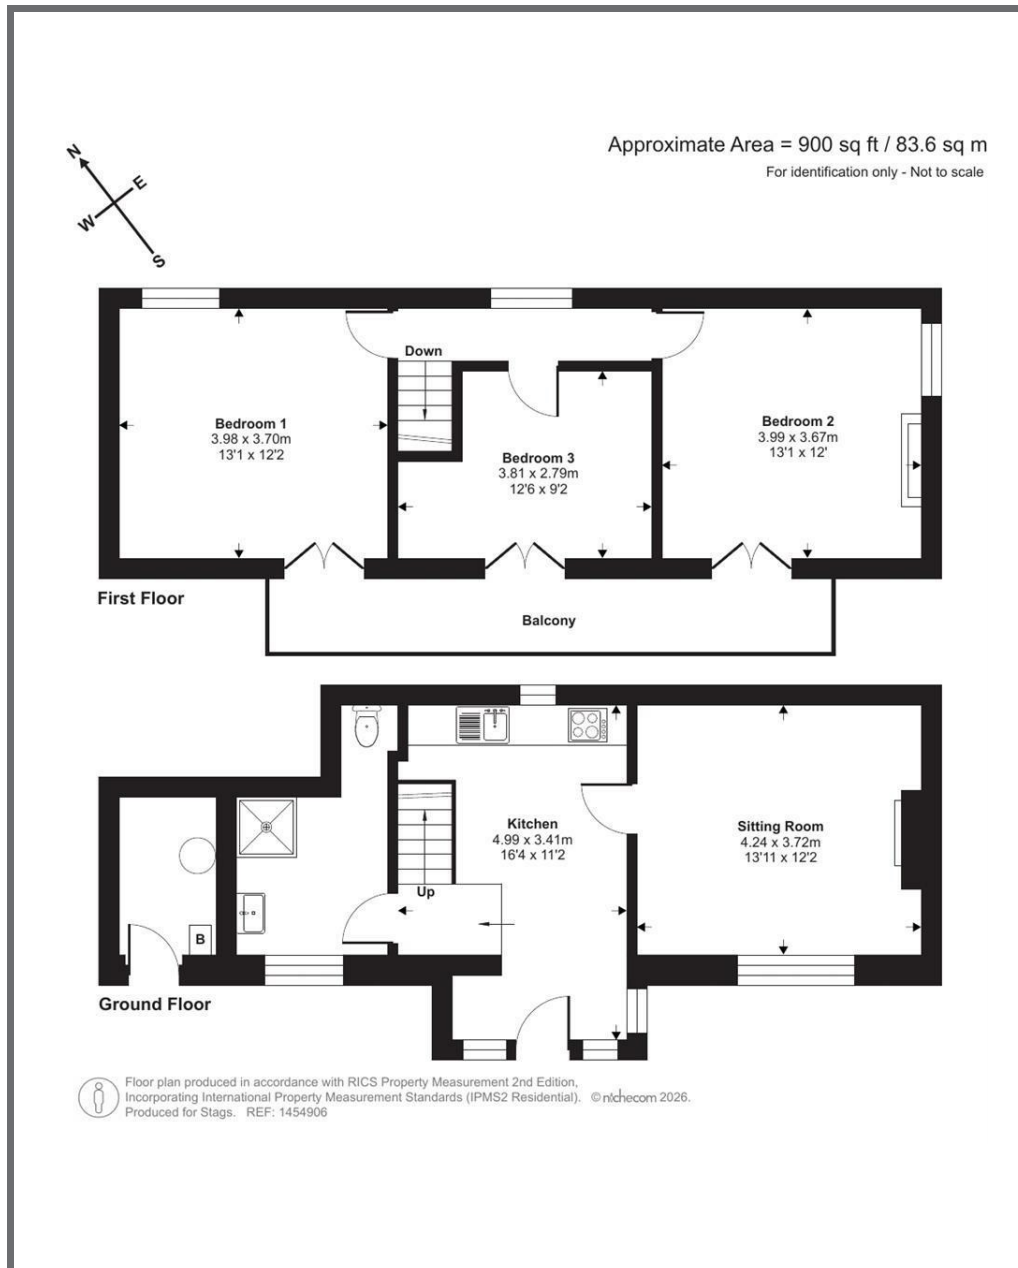 Approximate Area = 900 sq ft / 83.6 sq m
For identification only - Not to scale
N
E
W
S
Down
Bedroom 1
3.98 x 3.70m
13'1 x 12'2
Bedroom 3
3.81 x 2.79m
12'6 x 9'2
Bedroom 2
3.99 x 3.67m
13'1 x 12'
First Floor
Balcony
Kitchen
4.99 x 3.41m
16'4 x 11'2
Sitting Room
4.24 x 3.72m
13'11 x 12'2
Up
B
Ground Floor
Floor plan produced in accordance with RICS Property Measurement 2nd Edition,
Incorporating International Property Measurement Standards (IPMS2 Residential). © nichecom 2026.
Produced for Stags. REF: 1454906